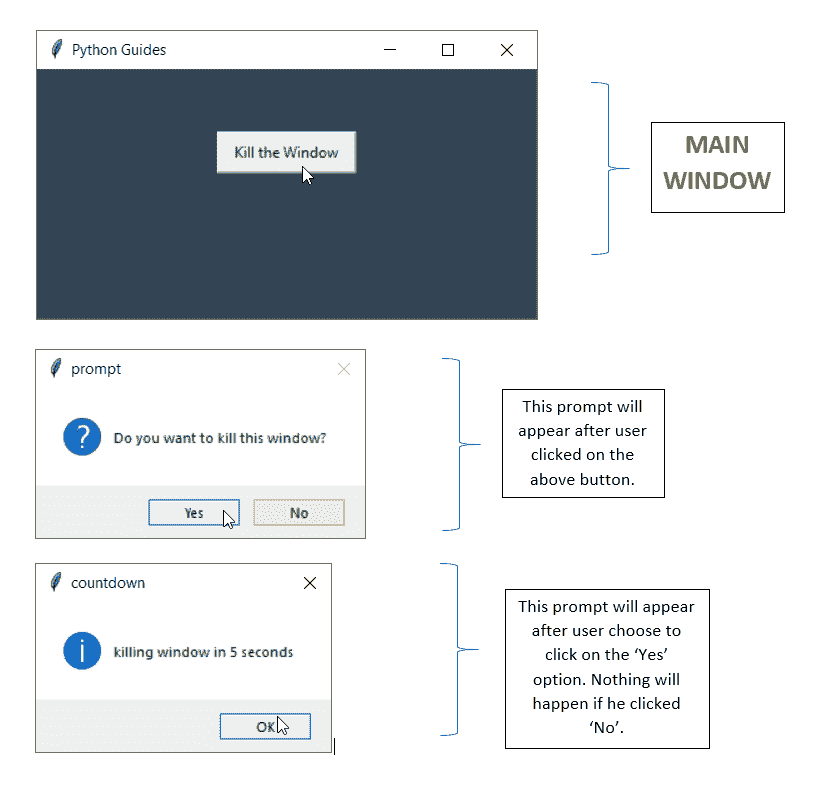 Python Guides
Kill the Window
MAIN
WINDOW
prompt
Do you want to kill this window?
Yes
No
This prompt will
appear after user
clicked on the
above button.
countdown
killing window in 5 seconds
OK
This prompt will appear
after user choose to
click on the ‘Yes’
option. Nothing will
happen if he clicked
‘No’.